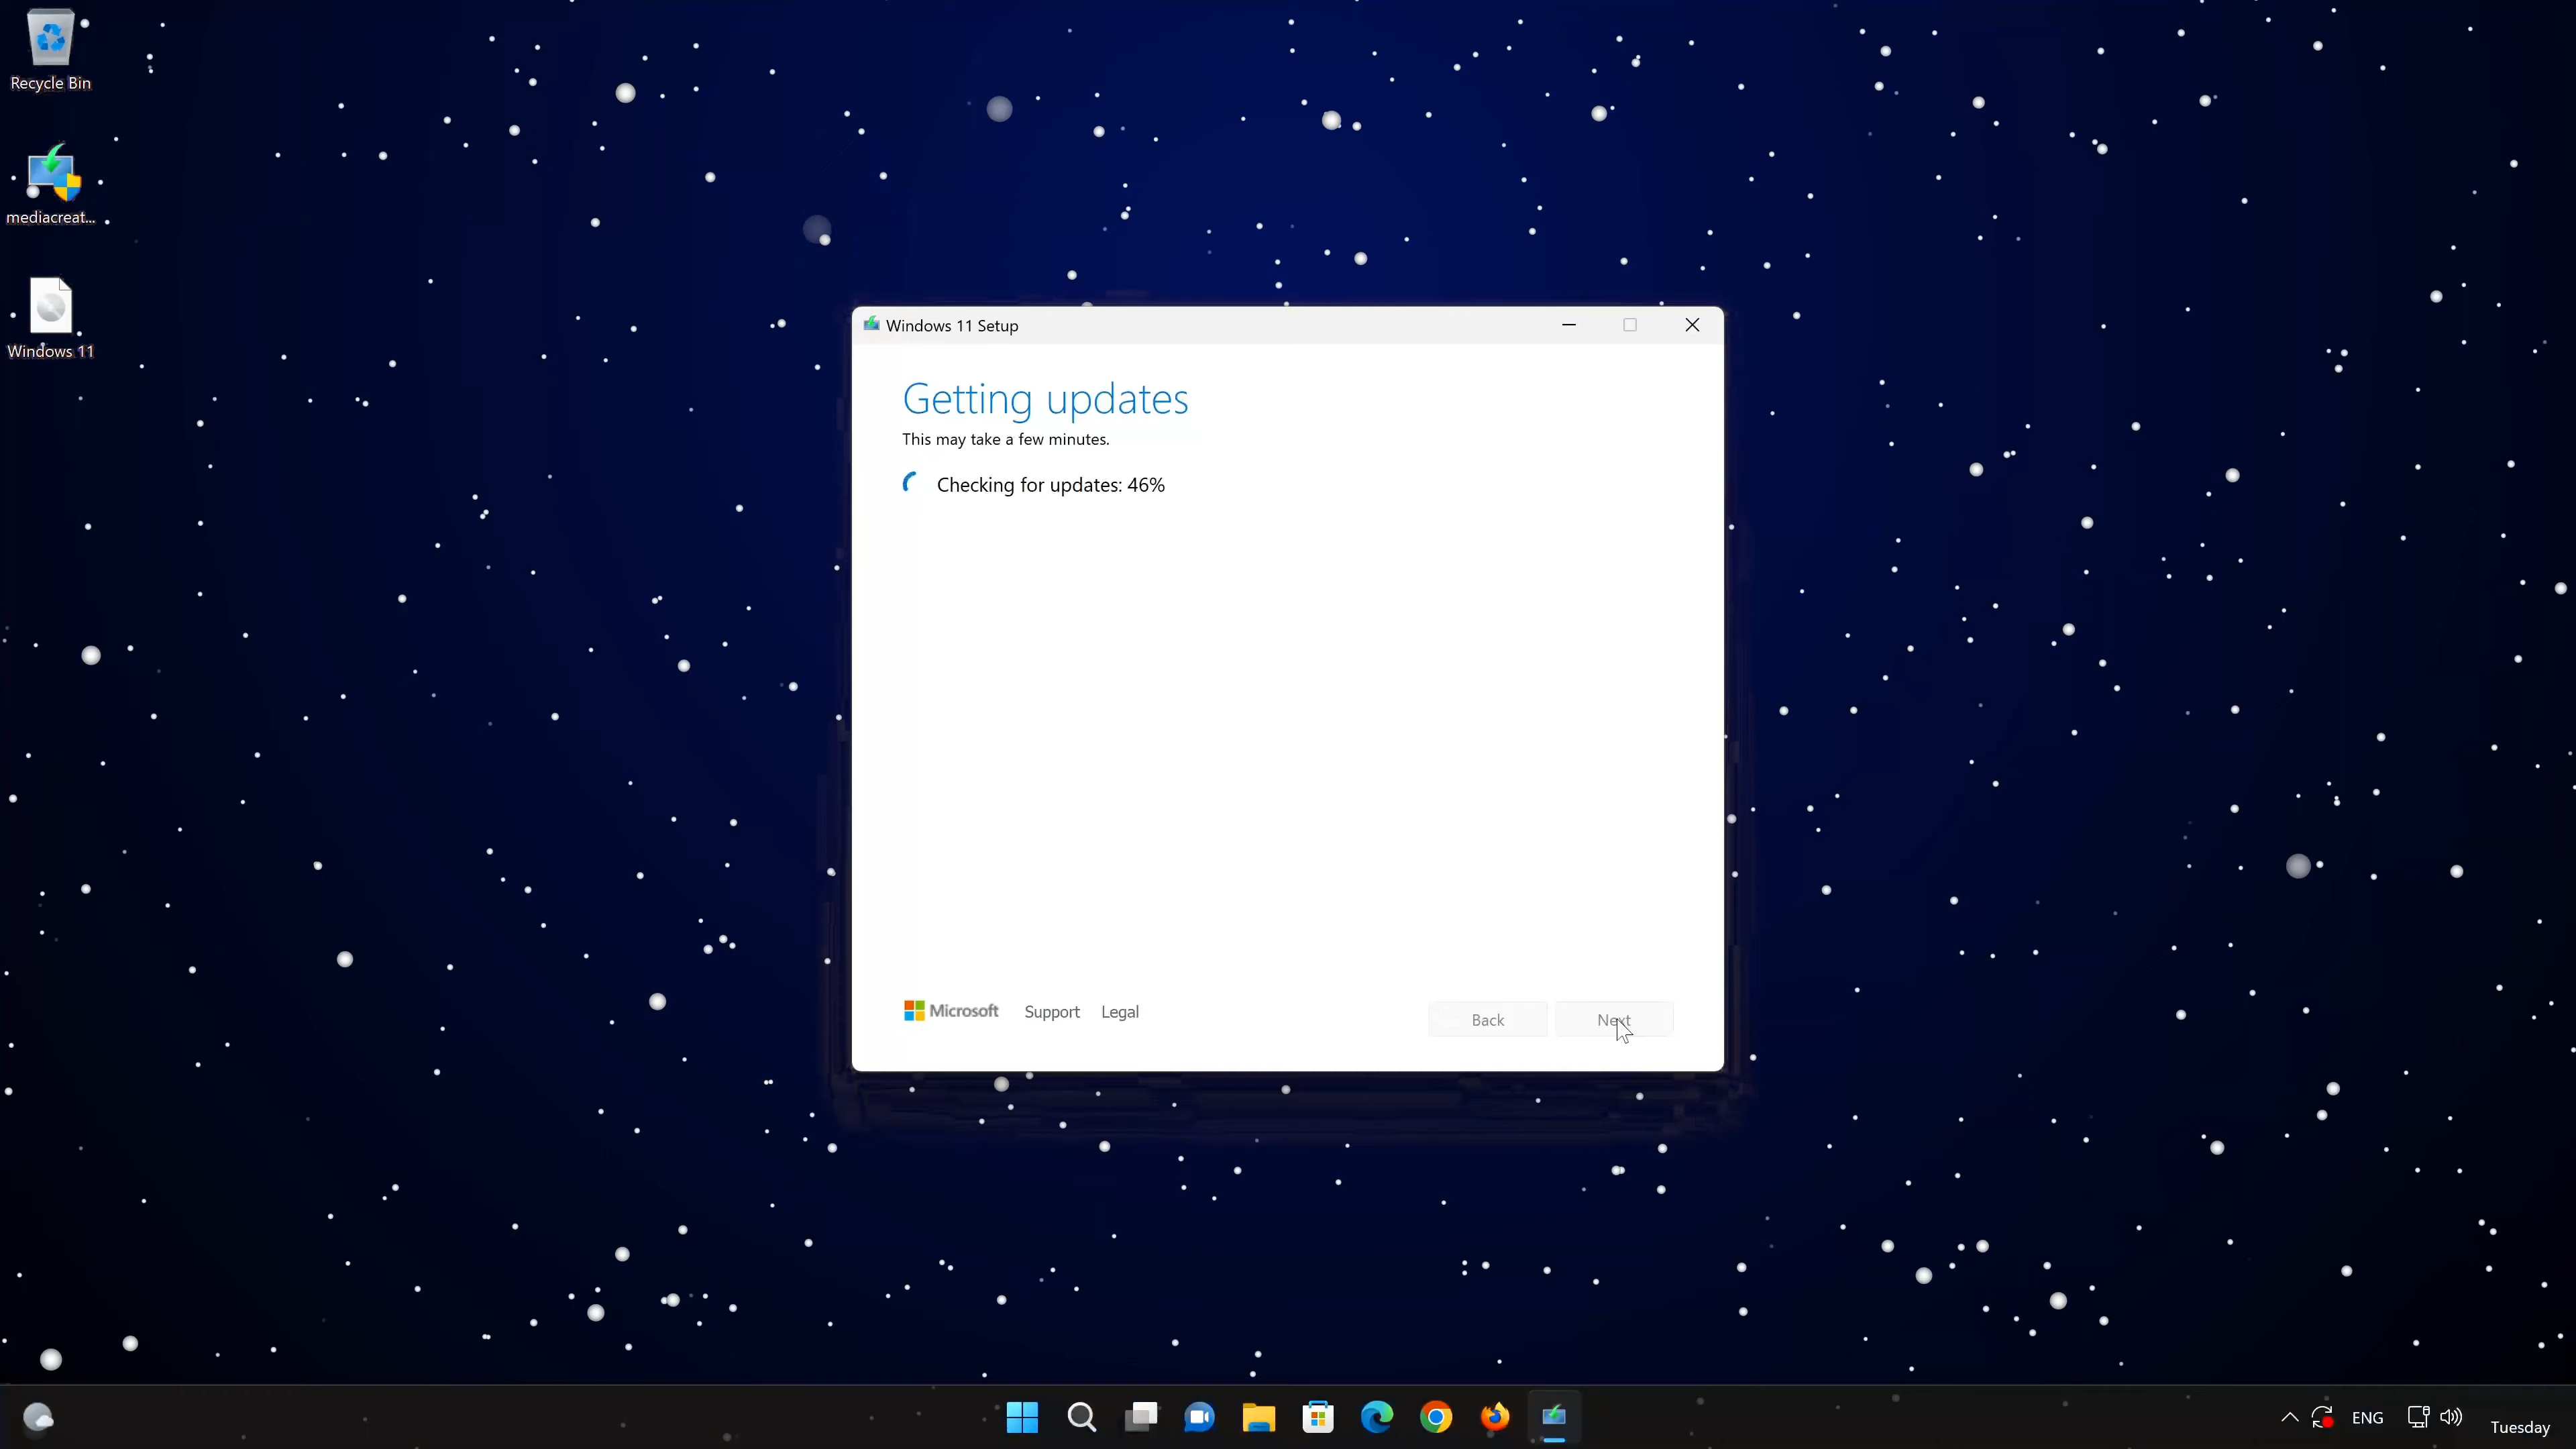 Recycle Bin
mediacreat...
Windows 11
Windows 11 Setup
Getting updates
This may take a few minutes.
Checking for updates: 46%
Microsoft
Support
Legal
Back
Next
ENG
Tuesday